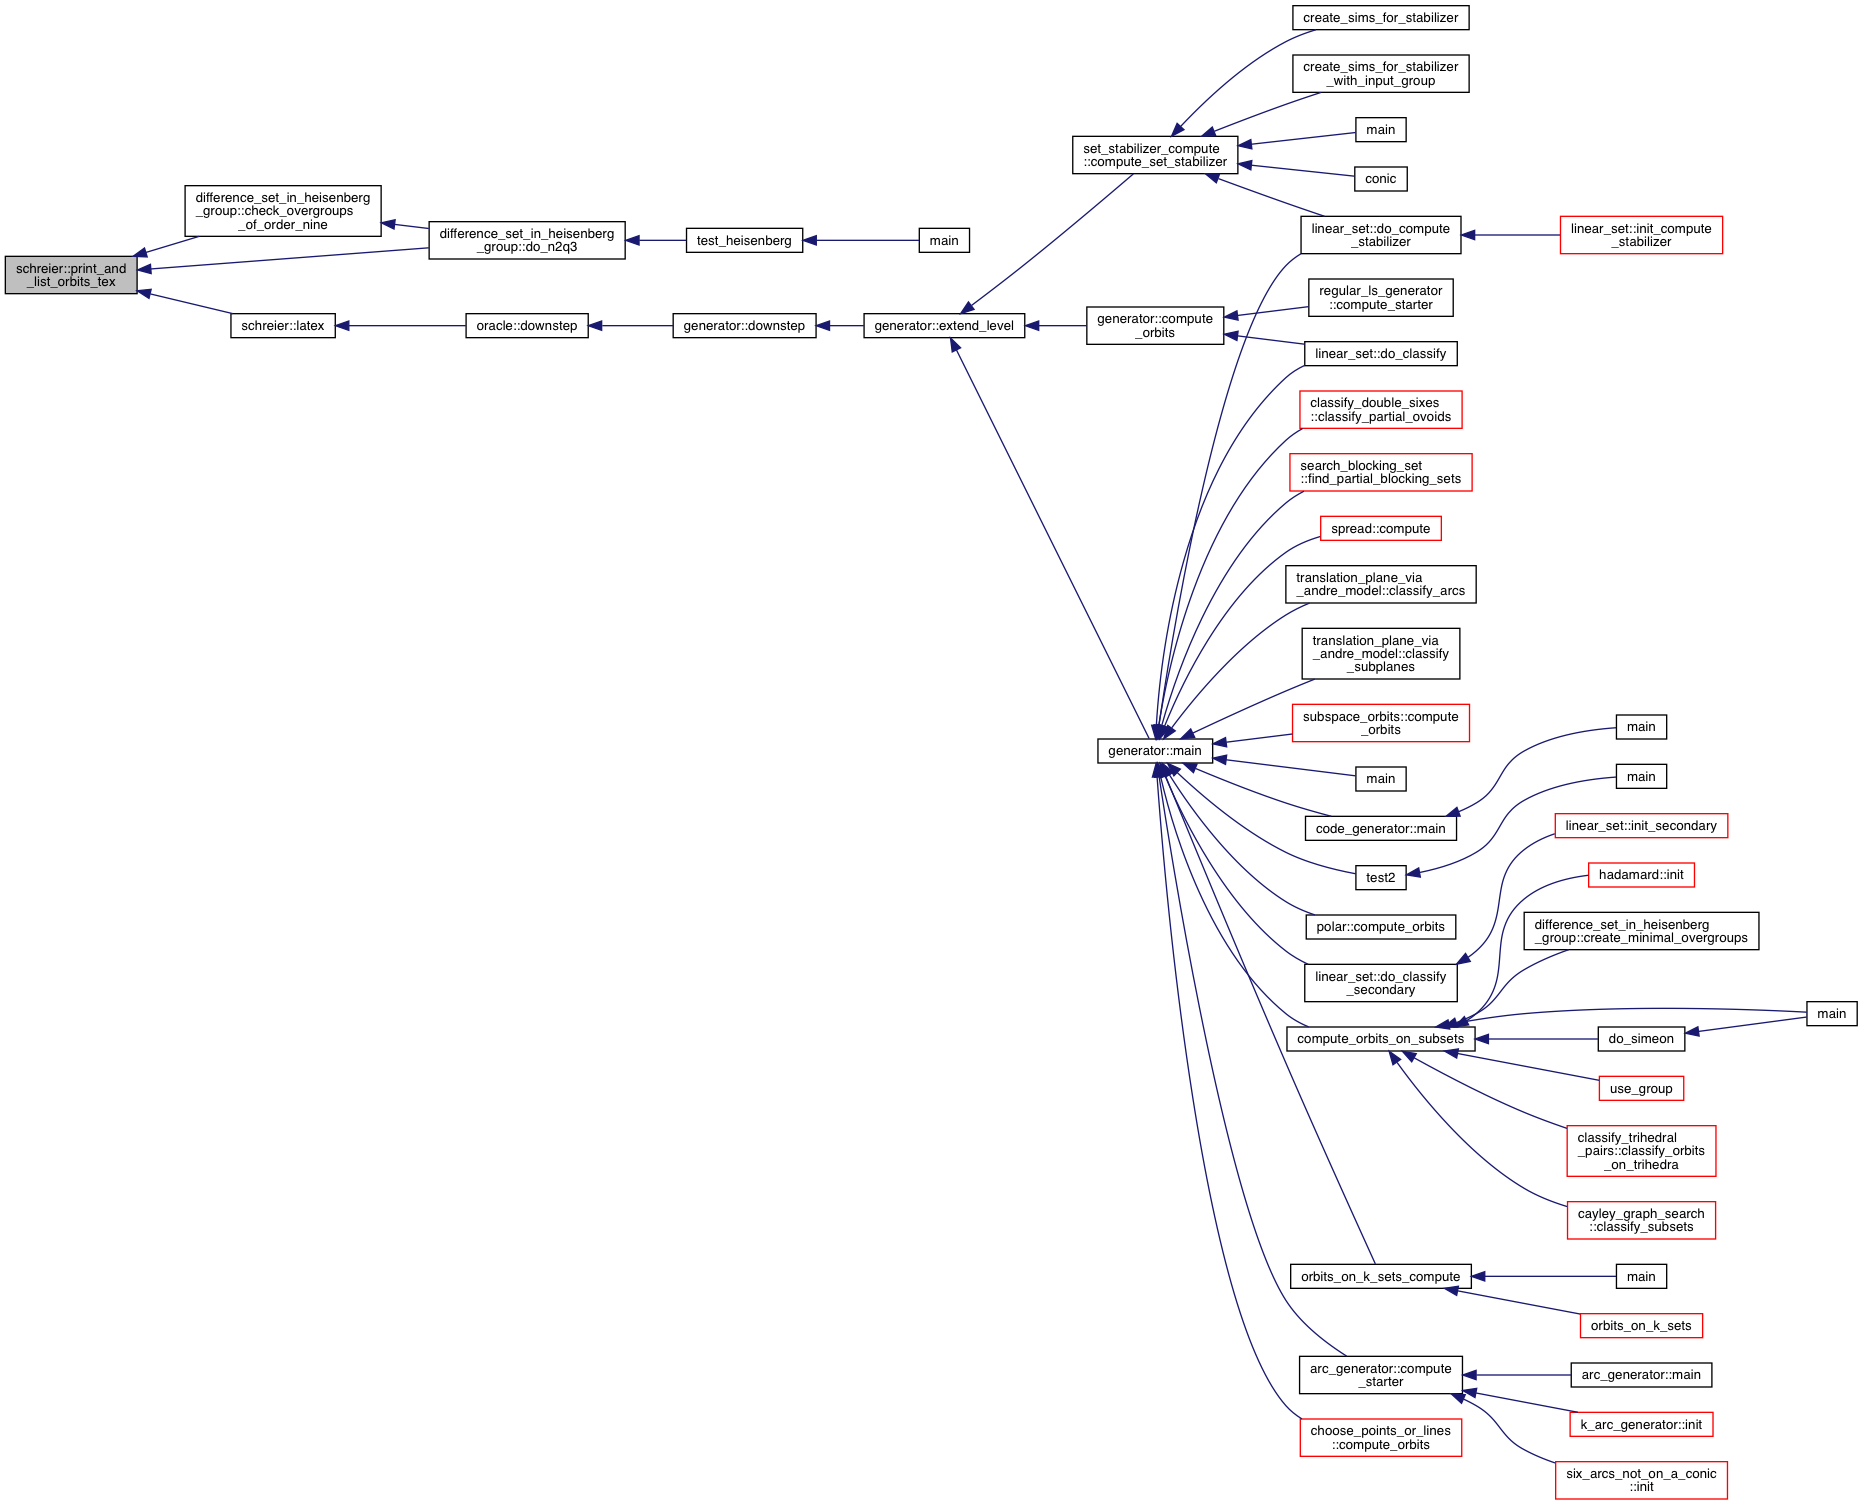 schreier::print_and
_list_orbits_tex
difference_set_in_heisenberg
_group::check_overgroups
_of_order_nine
difference_set_in_heisenberg
_group::do_n2q3
test_heisenberg
main
schreier::latex
oracle::downstep
generator::downstep
generator::extend_level
set_stabilizer_compute
::compute_set_stabilizer
create_sims_for_stabilizer
create_sims_for_stabilizer
_with_input_group
main
conic
linear_set::do_compute
_stabilizer
linear_set::init_compute
_stabilizer
generator::compute
_orbits
regular_ls_generator
::compute_starter
linear_set::do_classify
generator::main
classify_double_sixes
::classify_partial_ovoids
search_blocking_set
::find_partial_blocking_sets
spread::compute
translation_plane_via
_andre_model::classify_arcs
translation_plane_via
_andre_model::classify
_subplanes
subspace_orbits::compute
_orbits
main
code_generator::main
main
test2
main
polar::compute_orbits
linear_set::do_classify
_secondary
linear_set::init_secondary
compute_orbits_on_subsets
hadamard::init
difference_set_in_heisenberg
_group::create_minimal_overgroups
main
do_simeon
use_group
classify_trihedral
_pairs::classify_orbits
_on_trihedra
cayley_graph_search
::classify_subsets
orbits_on_k_sets_compute
main
orbits_on_k_sets
arc_generator::compute
_starter
arc_generator::main
k_arc_generator::init
six_arcs_not_on_a_conic
::init
choose_points_or_lines
::compute_orbits